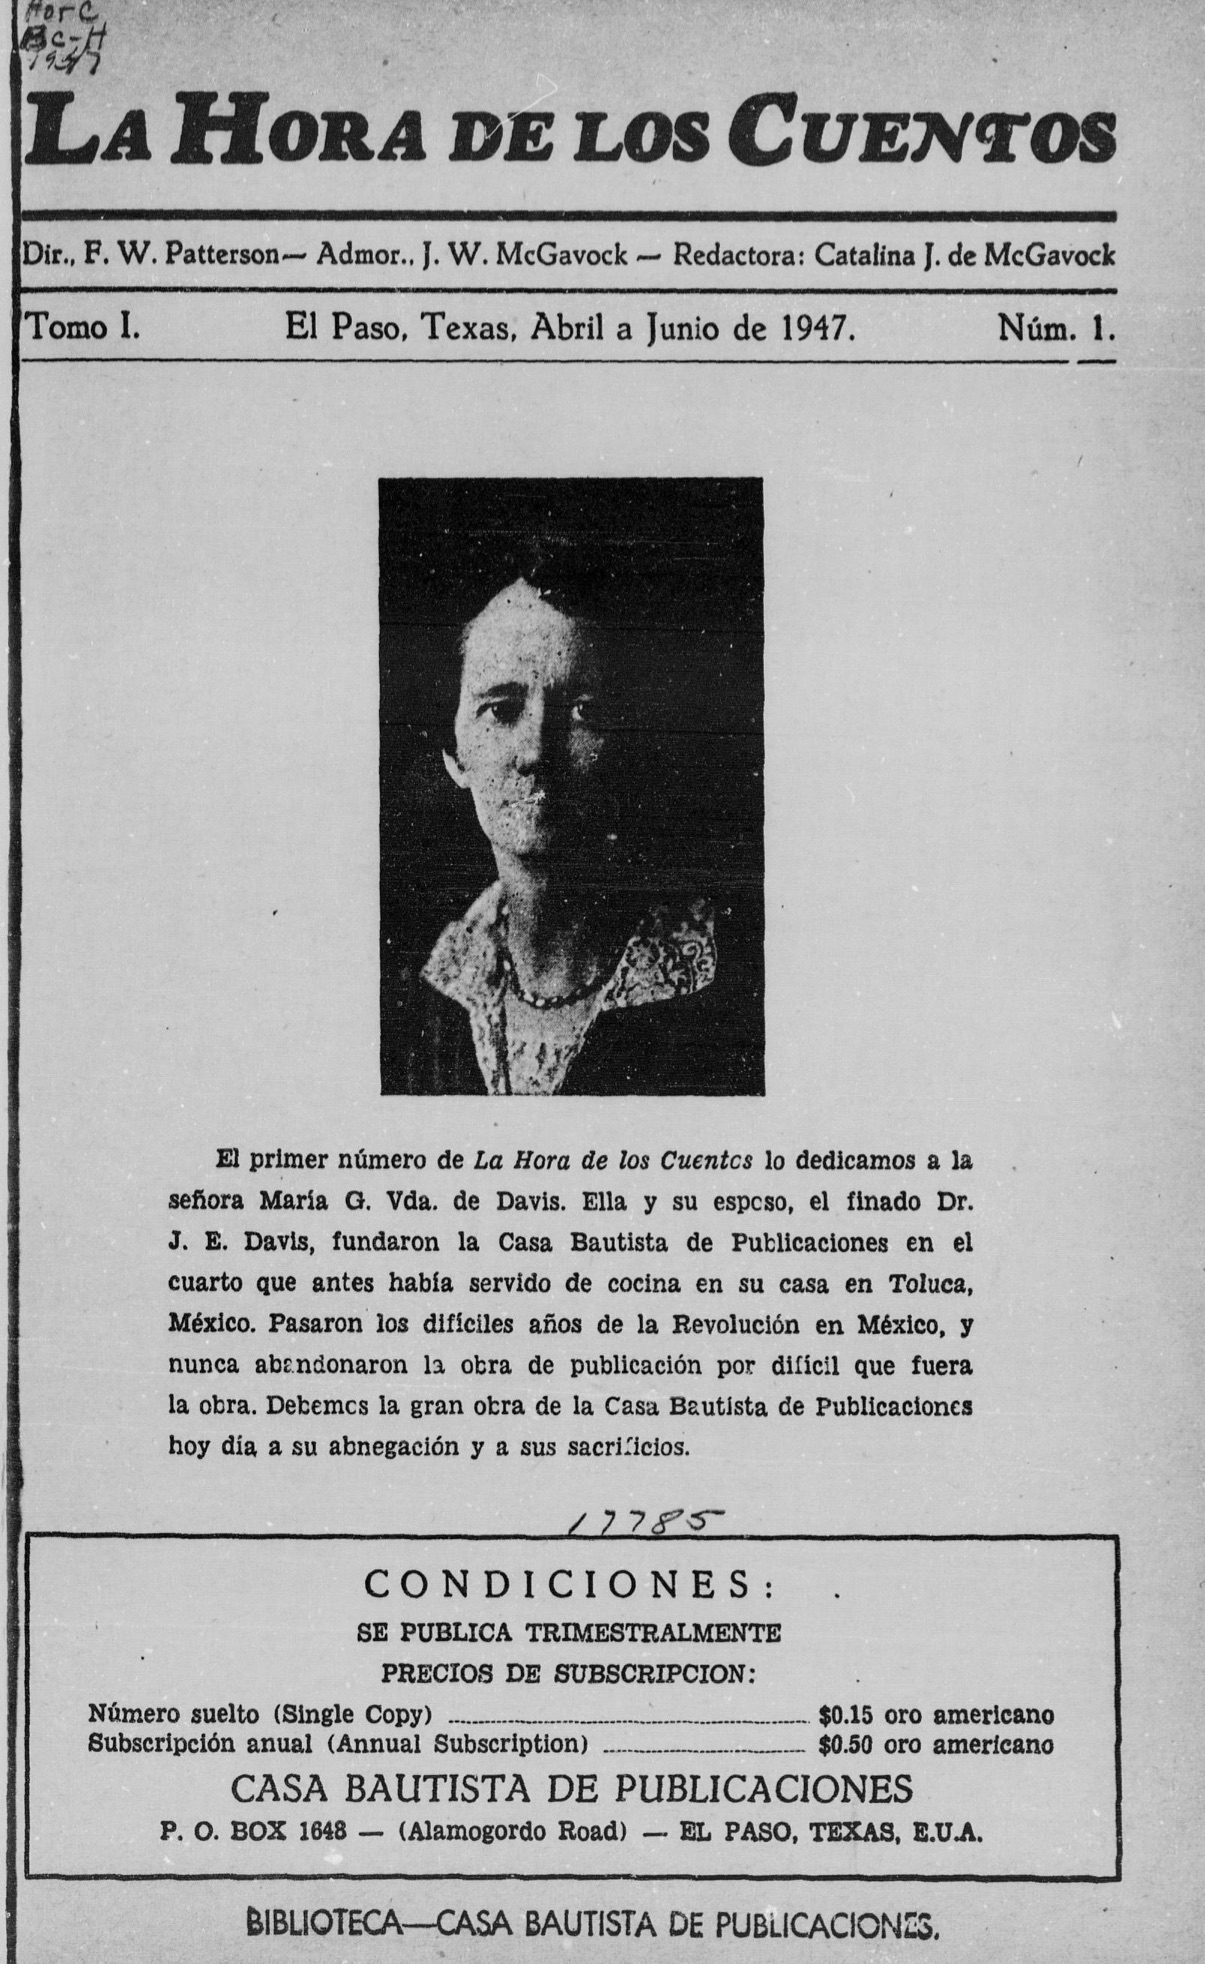 Hor C
BC-H
1947
LA HORA DE LOS CUENTOS
Dir., F. W. Patterson— Admor., J. W. McGavock — Redactora: Catalina J. de McGavock
Tomo I. El Paso, Texas, Abril a Junio de 1947. Núm. 1.
El primer número de La Hora de los Cuentos lo dedicamos a la
señora María G. Vda. de Davis. Ella y su esposo, el finado Dr.
J. E. Davis, fundaron la Casa Bautista de Publicaciones en el
cuarto que antes había servido de cocina en su casa en Toluca,
México. Pasaron los difíciles años de la Revolución en México, y
nunca abandonaron la obra de publicación por difícil que fuera
la obra. Debemos la gran obra de la Casa Bautista de Publicaciones
hoy día a su abnegación y a sus sacrificios.
17785
CONDICIONES:
SE PUBLICA TRIMESTRALMENTE
PRECIOS DE SUBSCRIPCION:
Número suelto (Single Copy) $0.15 oro americano
Subscripción anual (Annual Subscription) $0.50 oro americano
CASA BAUTISTA DE PUBLICACIONES
P. O. BOX 1648 — (Alamogordo Road) — EL PASO, TEXAS, E.U.A.
BIBLIOTECA—CASA BAUTISTA DE PUBLICACIONES.